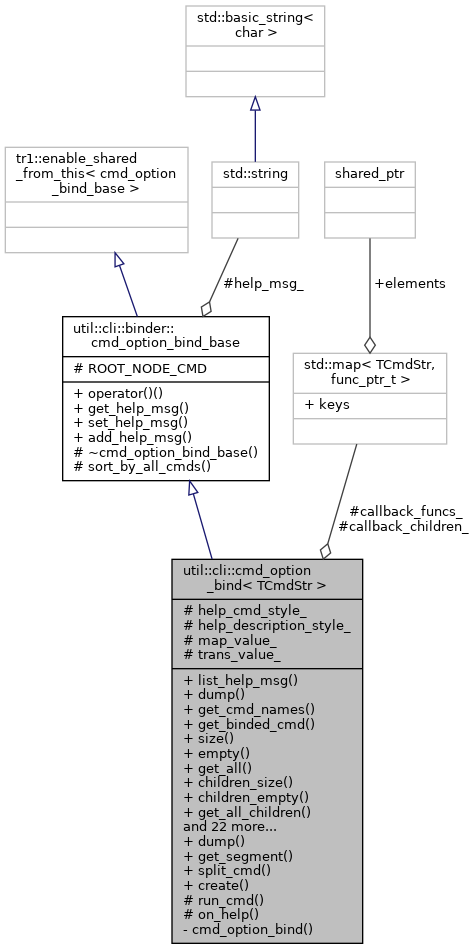 std::basic_string<
char >
tr1::enable_shared
_from_this< cmd_option
_bind_base >
std::string
shared_ptr
#help_msg_
+elements
util::cli::binder::
cmd_option_bind_base
# ROOT_NODE_CMD
+ operator()()
+ get_help_msg()
+ set_help_msg()
+ add_help_msg()
# ~cmd_option_bind_base()
# sort_by_all_cmds()
std::map< TCmdStr,
func_ptr_t >
+ keys
#callback_funcs_
#callback_children_
util::cli::cmd_option
_bind< TCmdStr >
# help_cmd_style_
# help_description_style_
# map_value_
# trans_value_
+ list_help_msg()
+ dump()
+ get_cmd_names()
+ get_binded_cmd()
+ size()
+ empty()
+ get_all()
+ children_size()
+ children_empty()
+ get_all_children()
and 22 more...
+ dump()
+ get_segment()
+ split_cmd()
+ create()
# run_cmd()
# on_help()
- cmd_option_bind()